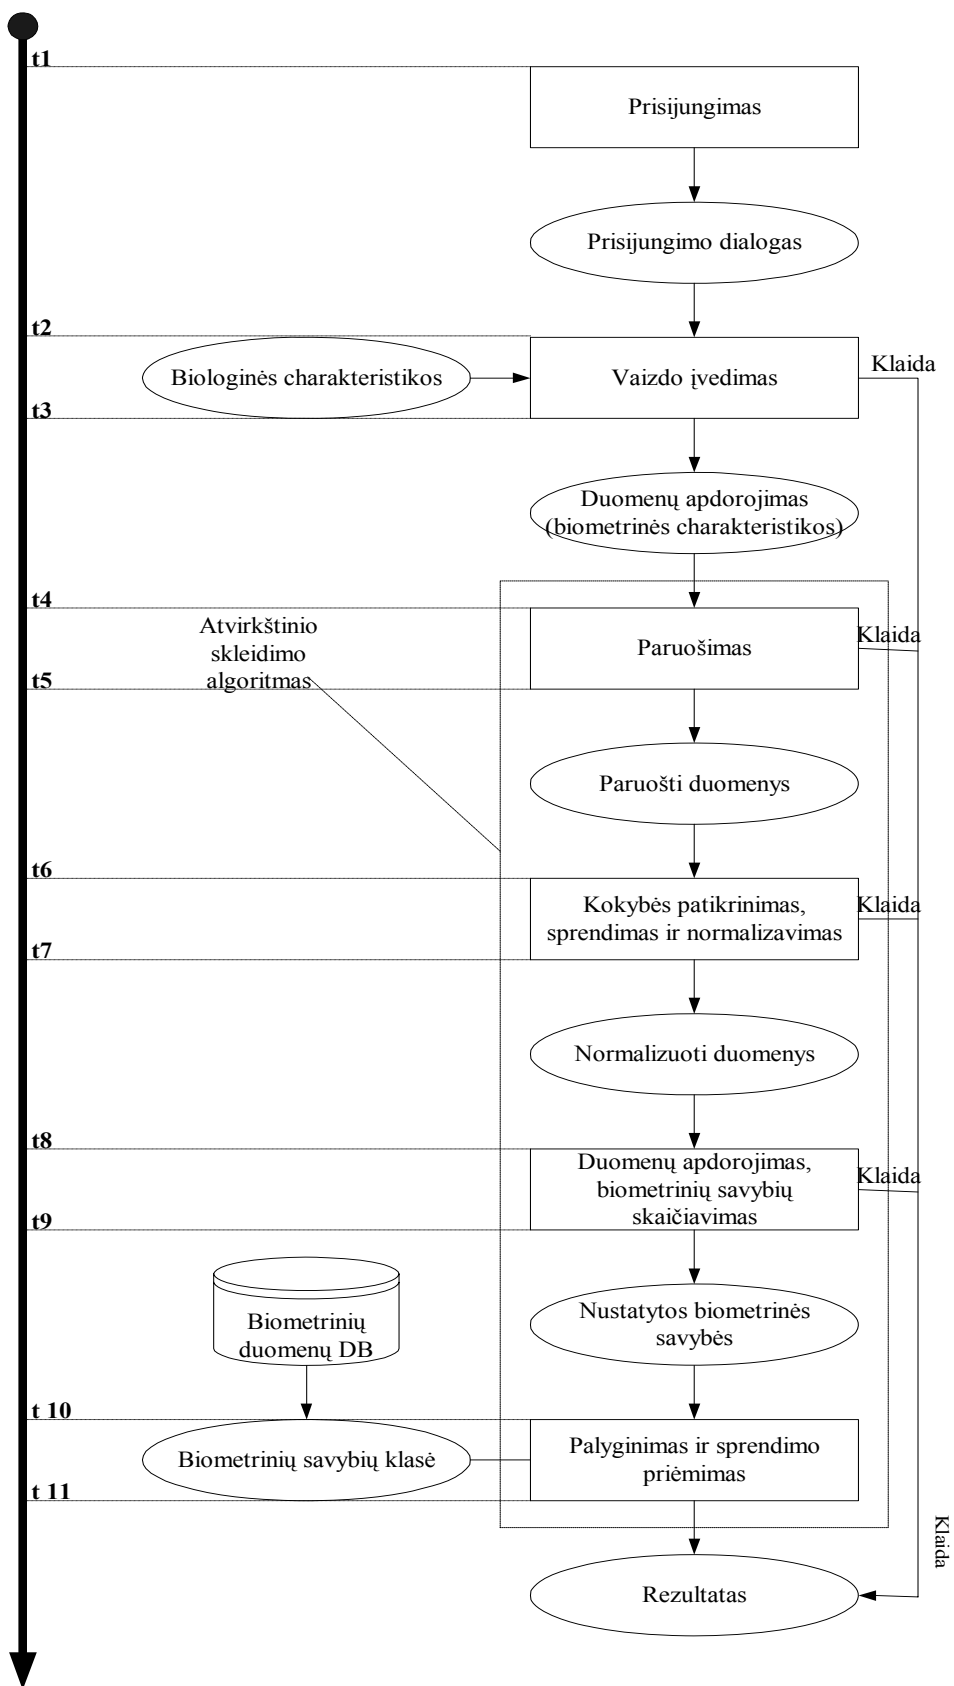 t1
Prisijungimas
Prisijungimo dialogas
t2
Biologinės charakteristikos
Vaizdo įvedimas
Klaida
t3
Duomenų apdorojimas
(biometrinės charakteristikos)
t4
Atvirkštinio
skleidimo
algoritmas
Paruošimas
Klaida
t5
Paruošti duomenys
t6
Kokybės patikrinimas,
sprendimas ir normalizavimas
Klaida
t7
Normalizuoti duomenys
t8
Duomenų apdorojimas,
biometrinių savybių
skaičiavimas
Klaida
t9
Biometrinių
duomenų DB
Nustatytos biometrinės
savybės
t 10
Biometrinių savybių klasė
Palyginimas ir sprendimo
priėmimas
t 11
Klaida
Rezultatas